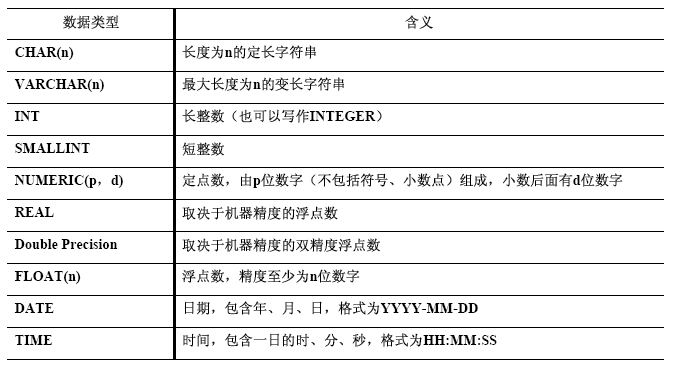 数据类型 含义
CHAR(n) 长度为n的定长字符串
VARCHAR(n) 最大长度为n的变长字符串
INT 长整数（也可以写作INTEGER）
SMALLINT 短整数
NUMERIC(p，d) 定点数，由p位数字（不包括符号、小数点）组成，小数后面有d位数字
REAL 取决于机器精度的浮点数
Double Precision 取决于机器精度的双精度浮点数
FLOAT(n) 浮点数，精度至少为n位数字
DATE 日期，包含年、月、日，格式为YYYY-MM-DD
TIME 时间，包含一日的时、分、秒，格式为HH:MM:SS